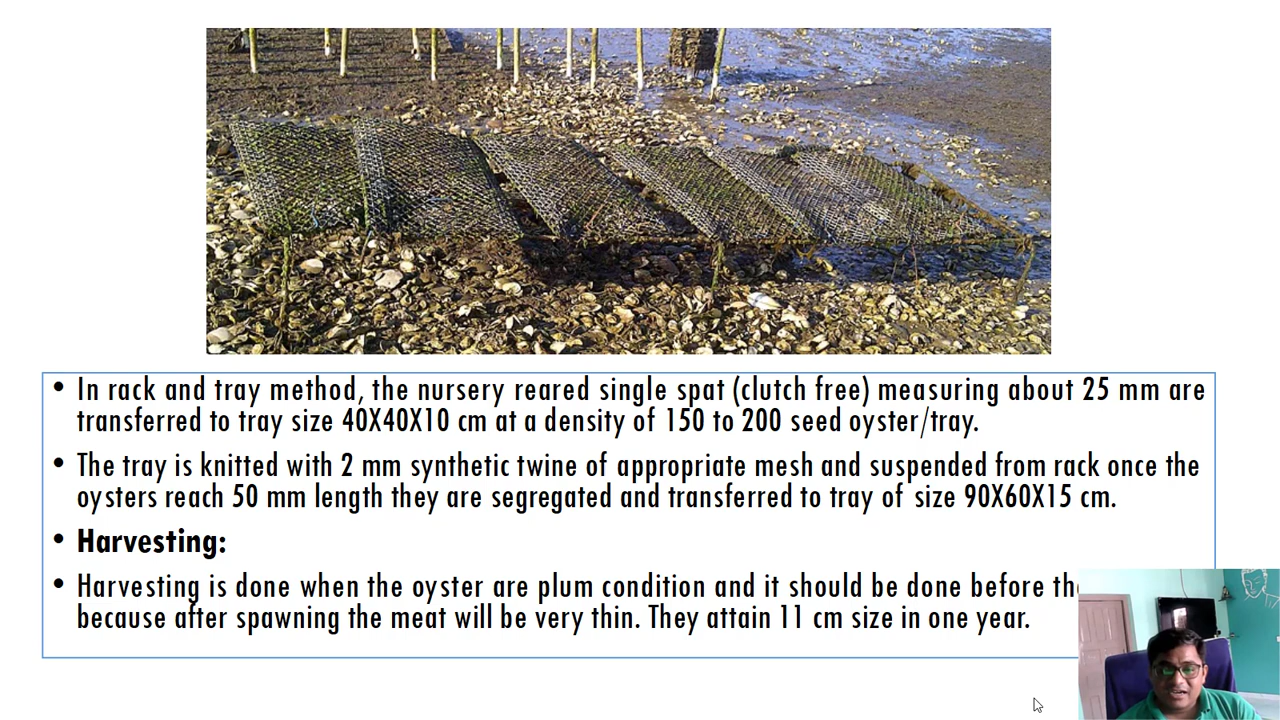 • In rack and tray method, the nursery reared single spat (clutch free) measuring about 25 mm are
transferred to tray size 40X40X10 cm at a density of 150 to 200 seed oyster/tray.
• The tray is knitted with 2 mm synthetic twine of appropriate mesh and suspended from rack once the
oysters reach 50 mm length they are segregated and transferred to tray of size 90X60X15 cm.
• Harvesting:
• Harvesting is done when the oyster are plum condition and it should be done before
because after spawning the meat will be very thin. They attain 11 cm size in one year.